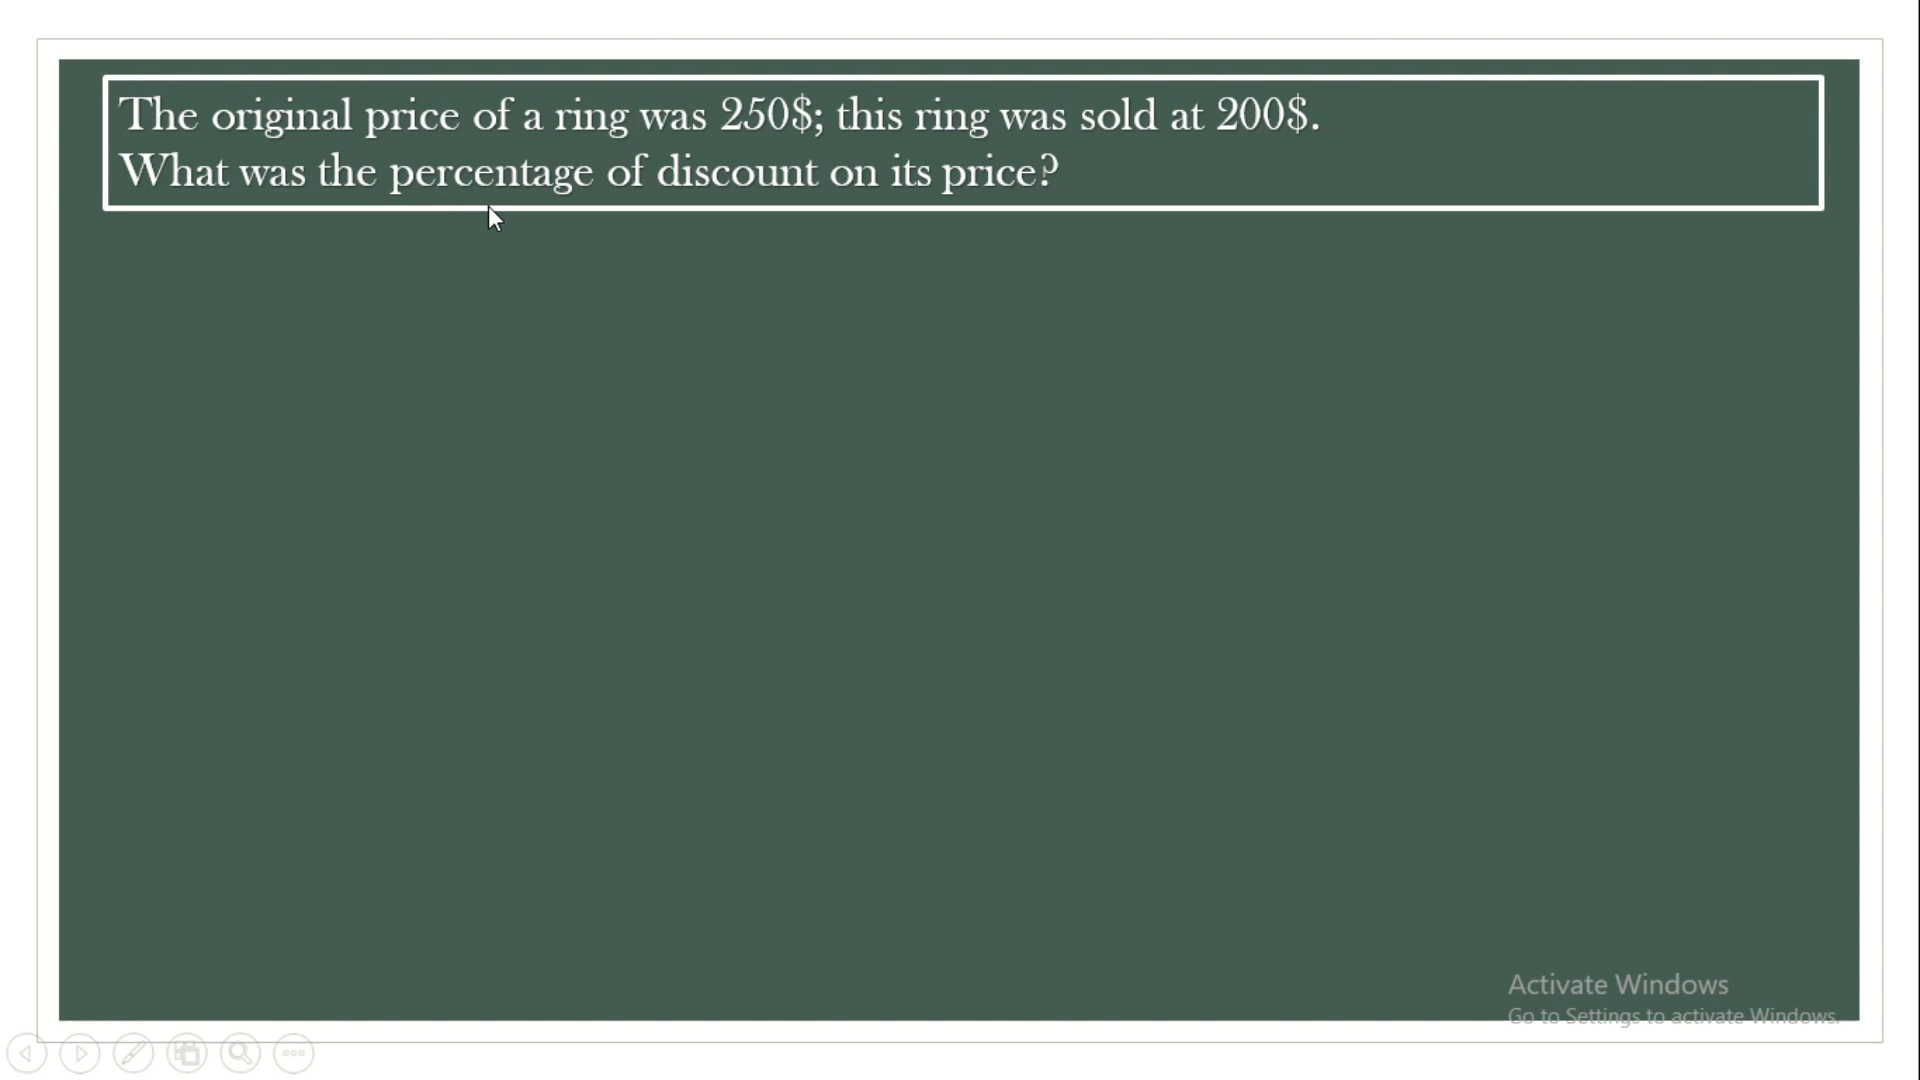 The original price of a ring was 250$; this ring was sold at 200$.
What was the percentage of discount on its price?
Activate Windows
Go to Settings to activate Windows.